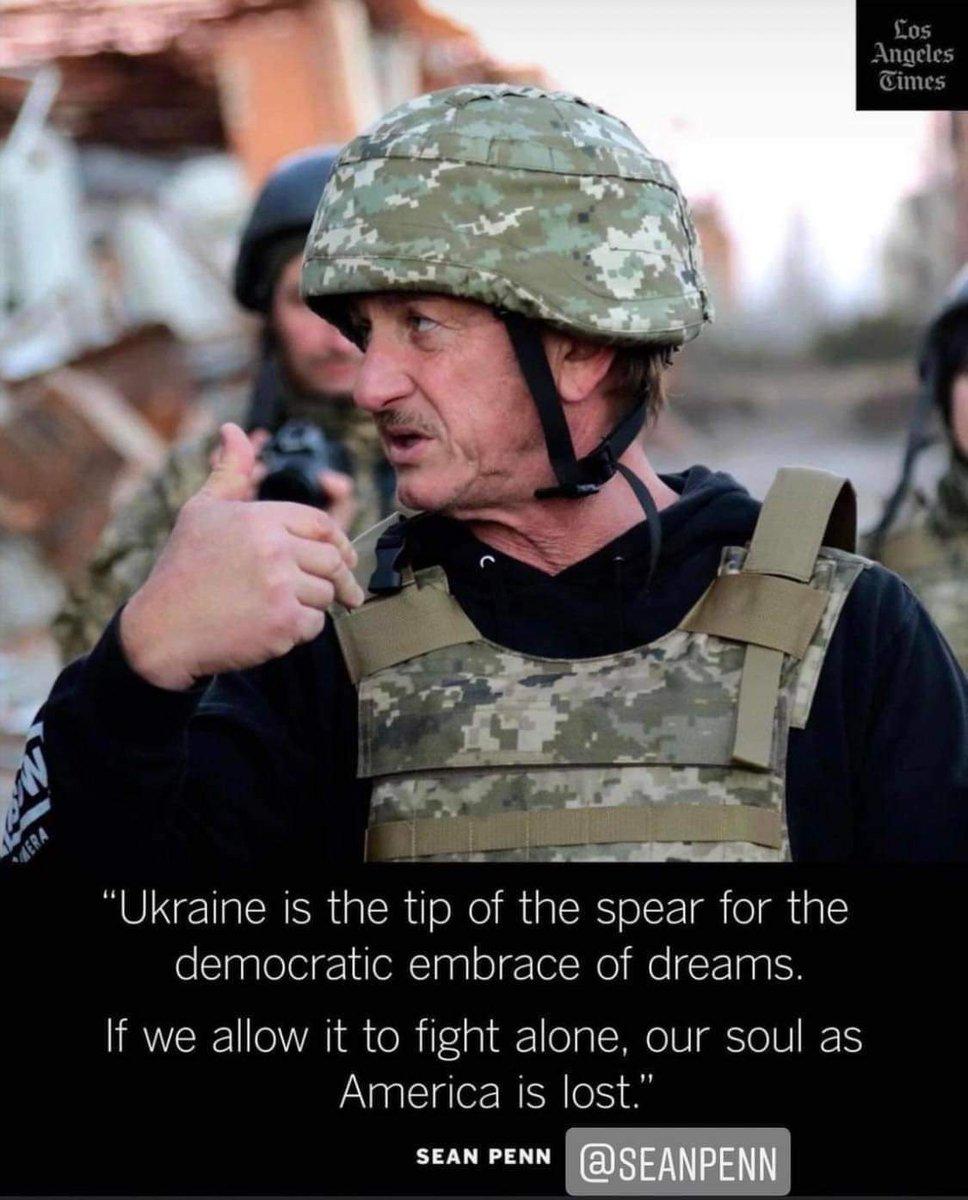 Los
Angeles
Times
“Ukraine is the tip of the spear for the
democratic embrace of dreams.
If we allow it to fight alone, our soul as
America is lost.”
SEAN PENN @SEANPENN